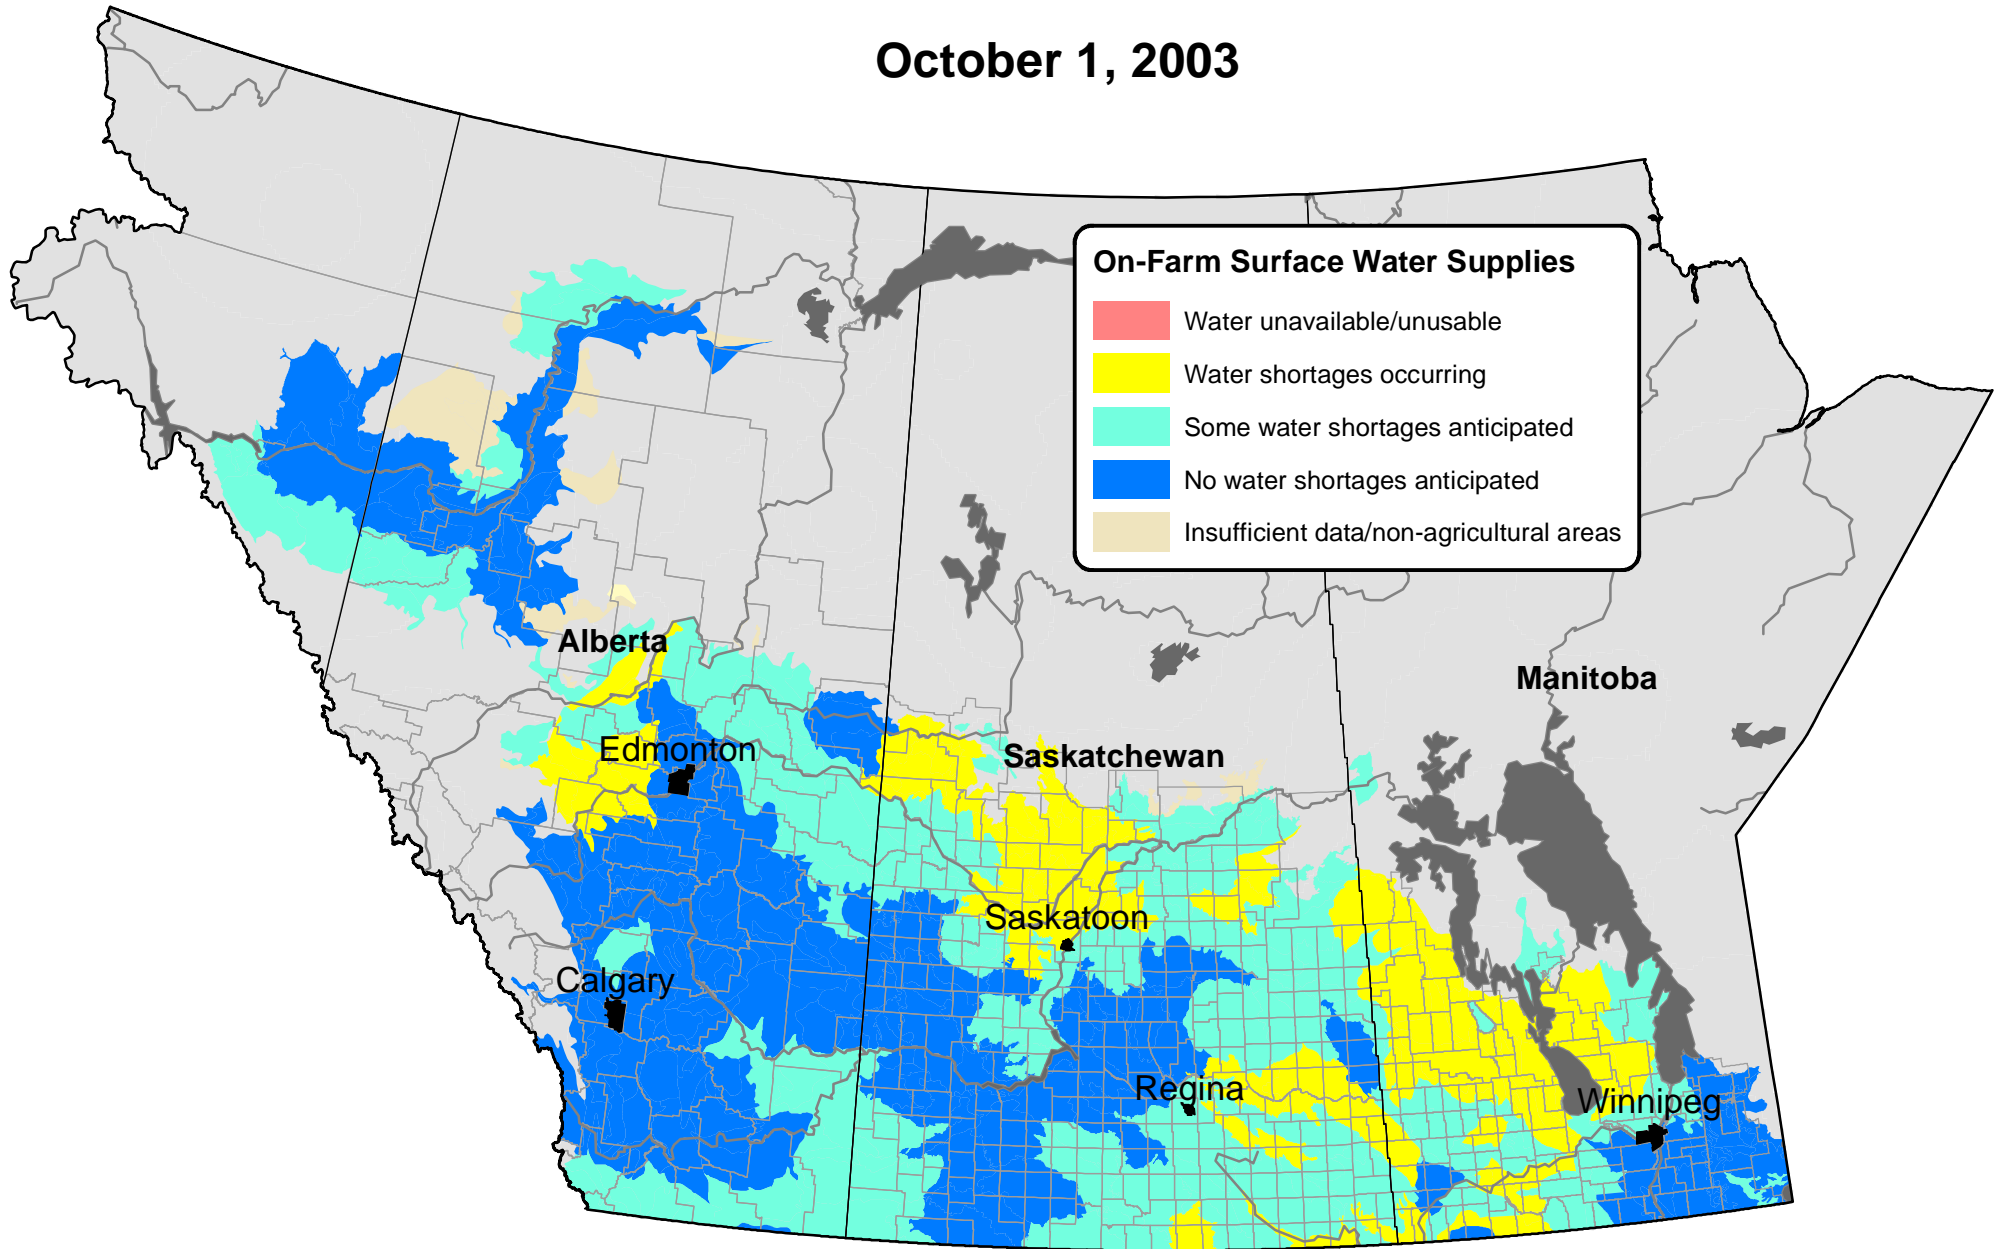 October 1, 2003
On-Farm Surface Water Supplies
Water unavailable/unusable
Water shortages occurring
Some water shortages anticipated
No water shortages anticipated
Insufficient data/non-agricultural areas
Alberta
Manitoba
Edmonton
Saskatchewan
Saskatoon
Calgary
Regina
Winnipeg